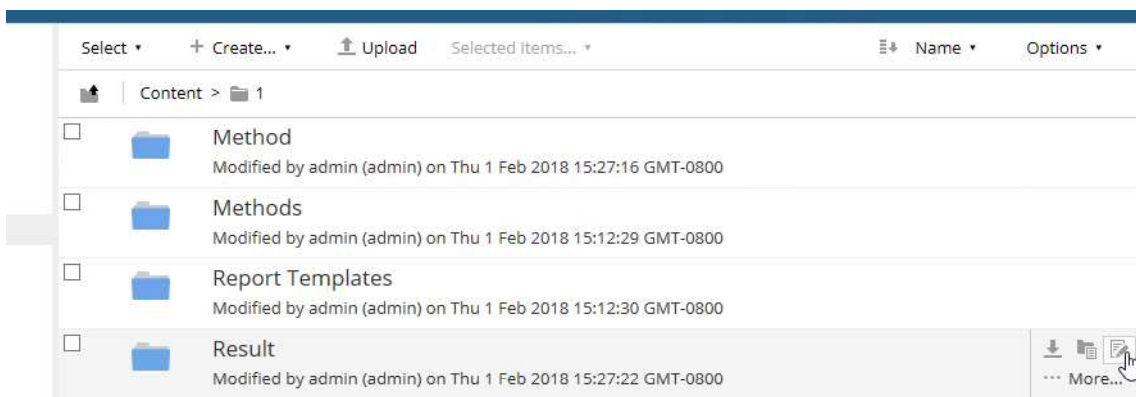 Select + Create... Upload Selected Items... Name Options
Content > 1
Method
Modified by admin (admin) on Thu 1 Feb 2018 15:27:16 GMT-0800
Methods
Modified by admin (admin) on Thu 1 Feb 2018 15:12:29 GMT-0800
Report Templates
Modified by admin (admin) on Thu 1 Feb 2018 15:12:30 GMT-0800
Result
Modified by admin (admin) on Thu 1 Feb 2018 15:27:22 GMT-0800
... More...